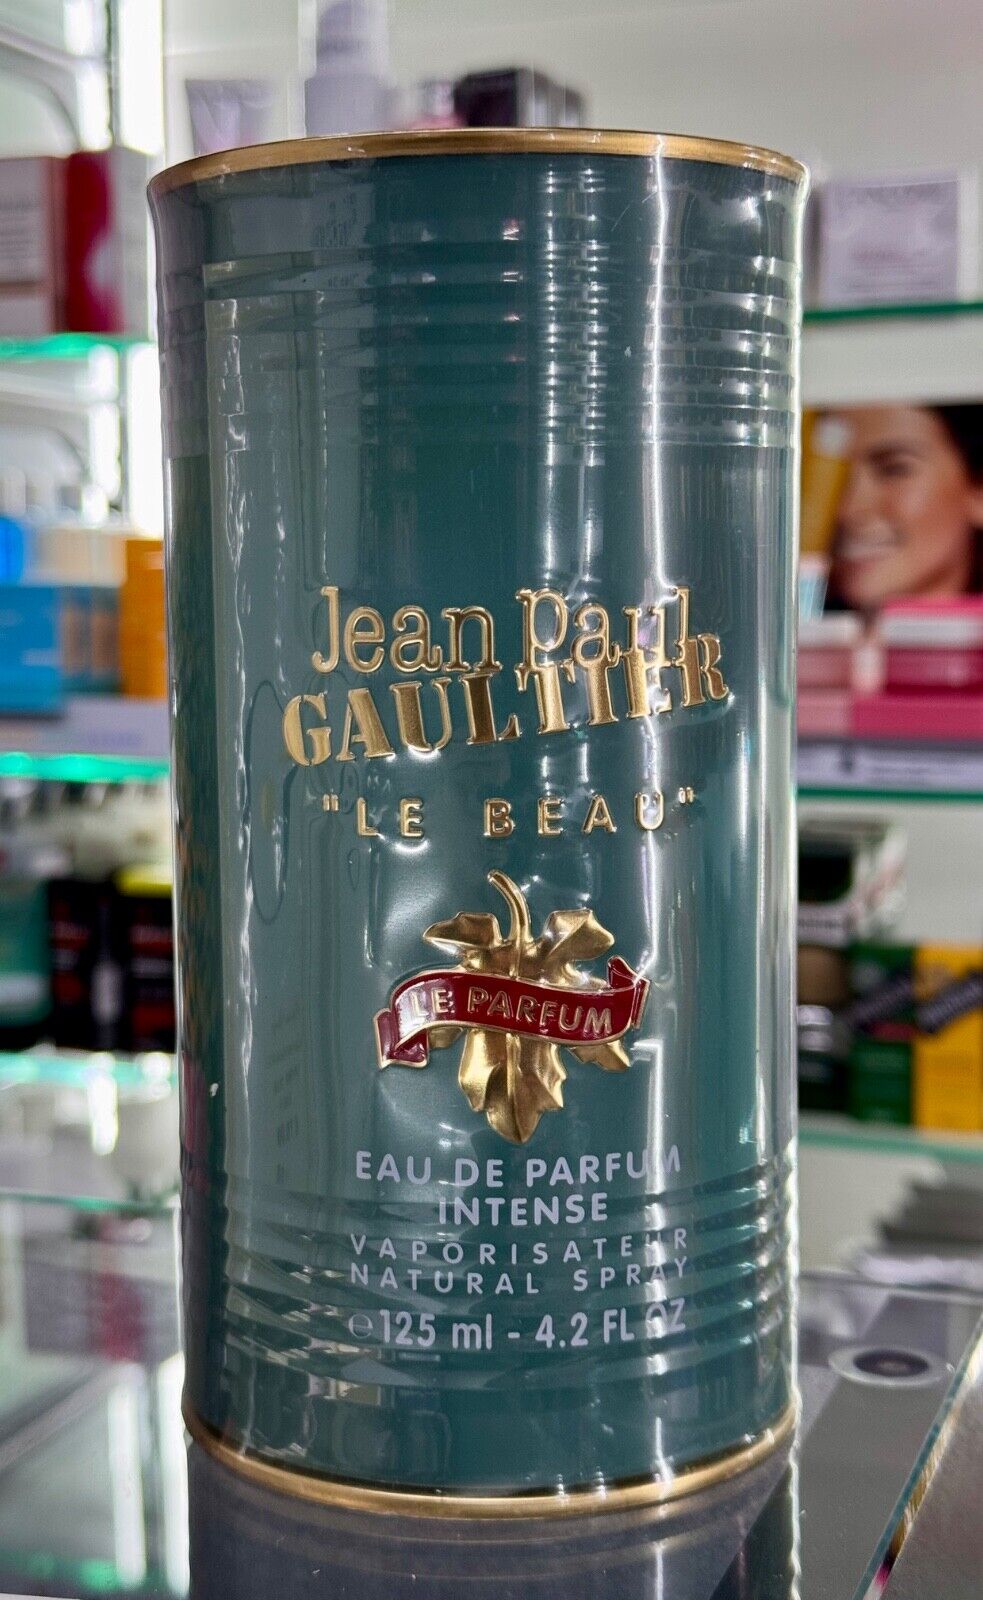 Jean Paul
GAULTIER
"LE BEAU"
LE PARFUM
EAU DE PARFUM
INTENSE
VAPORISATEUR
NATURAL SPRAY
℮125 ml - 4.2 FL OZ